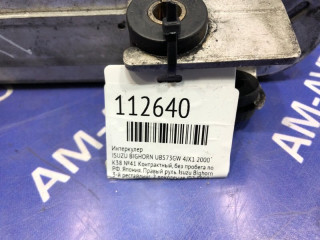 112640
Интеркулер
ISUZU BIGHORN UBS73GW 4JX1 2000
K38 №41 Контрактный, без пробега по
РФ. Япония. Правый руль. Isuzu Bighorn
AM-AUTO